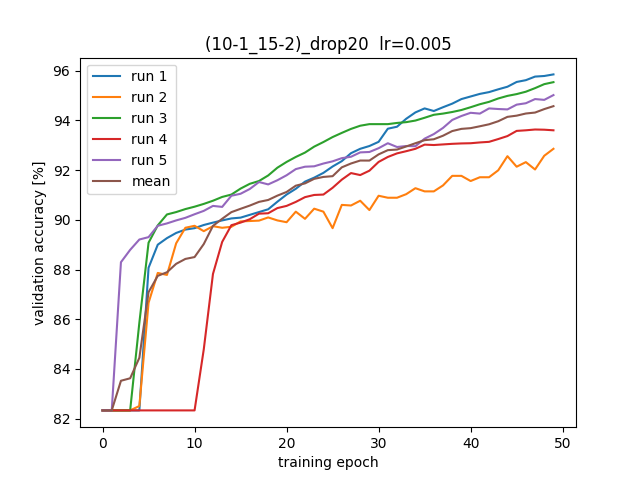 (10-1_15-2)_drop20  lr=0.005
validation accuracy [%]
96
94
92
90
88
86
84
82
run 1
run 2
run 3
run 4
run 5
mean
0
10
20
30
40
50
training epoch